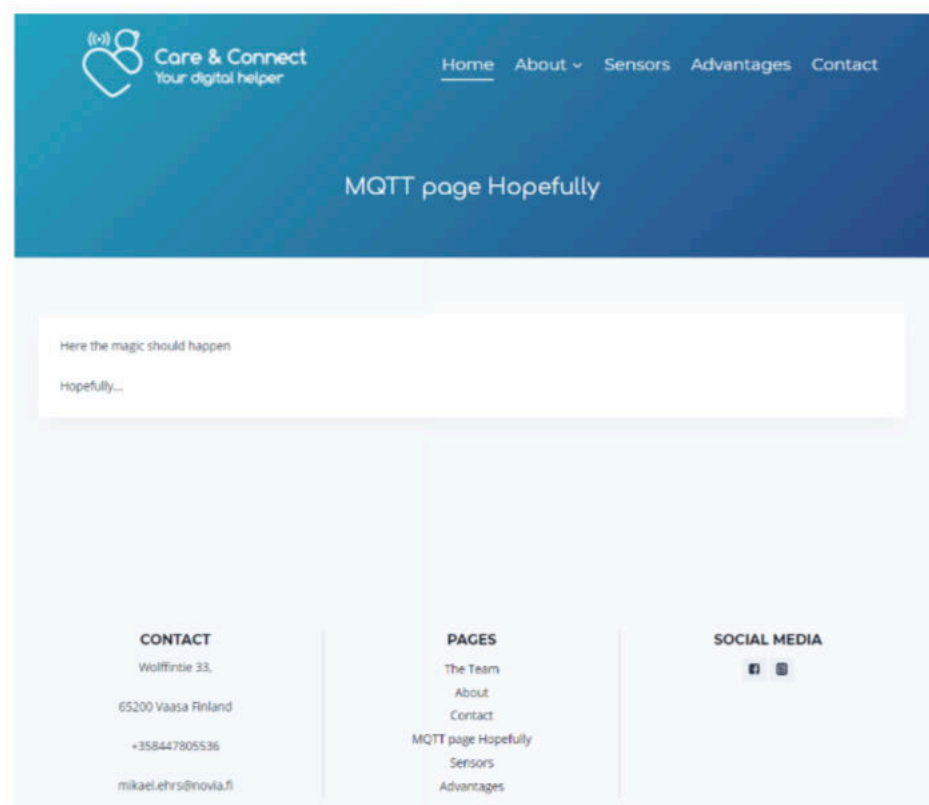 Care & Connect
Your digital helper
Home About Sensors Advantages Contact
MQTT page Hopefully
Here the magic should happen
Hopefully...
CONTACT
Wolffintie 33,
65200 Vaasa Finland
+358447805536
mikael.ehrs@novia.fi
PAGES
The Team
About
Contact
MQTT page Hopefully
Sensors
Advantages
SOCIAL MEDIA